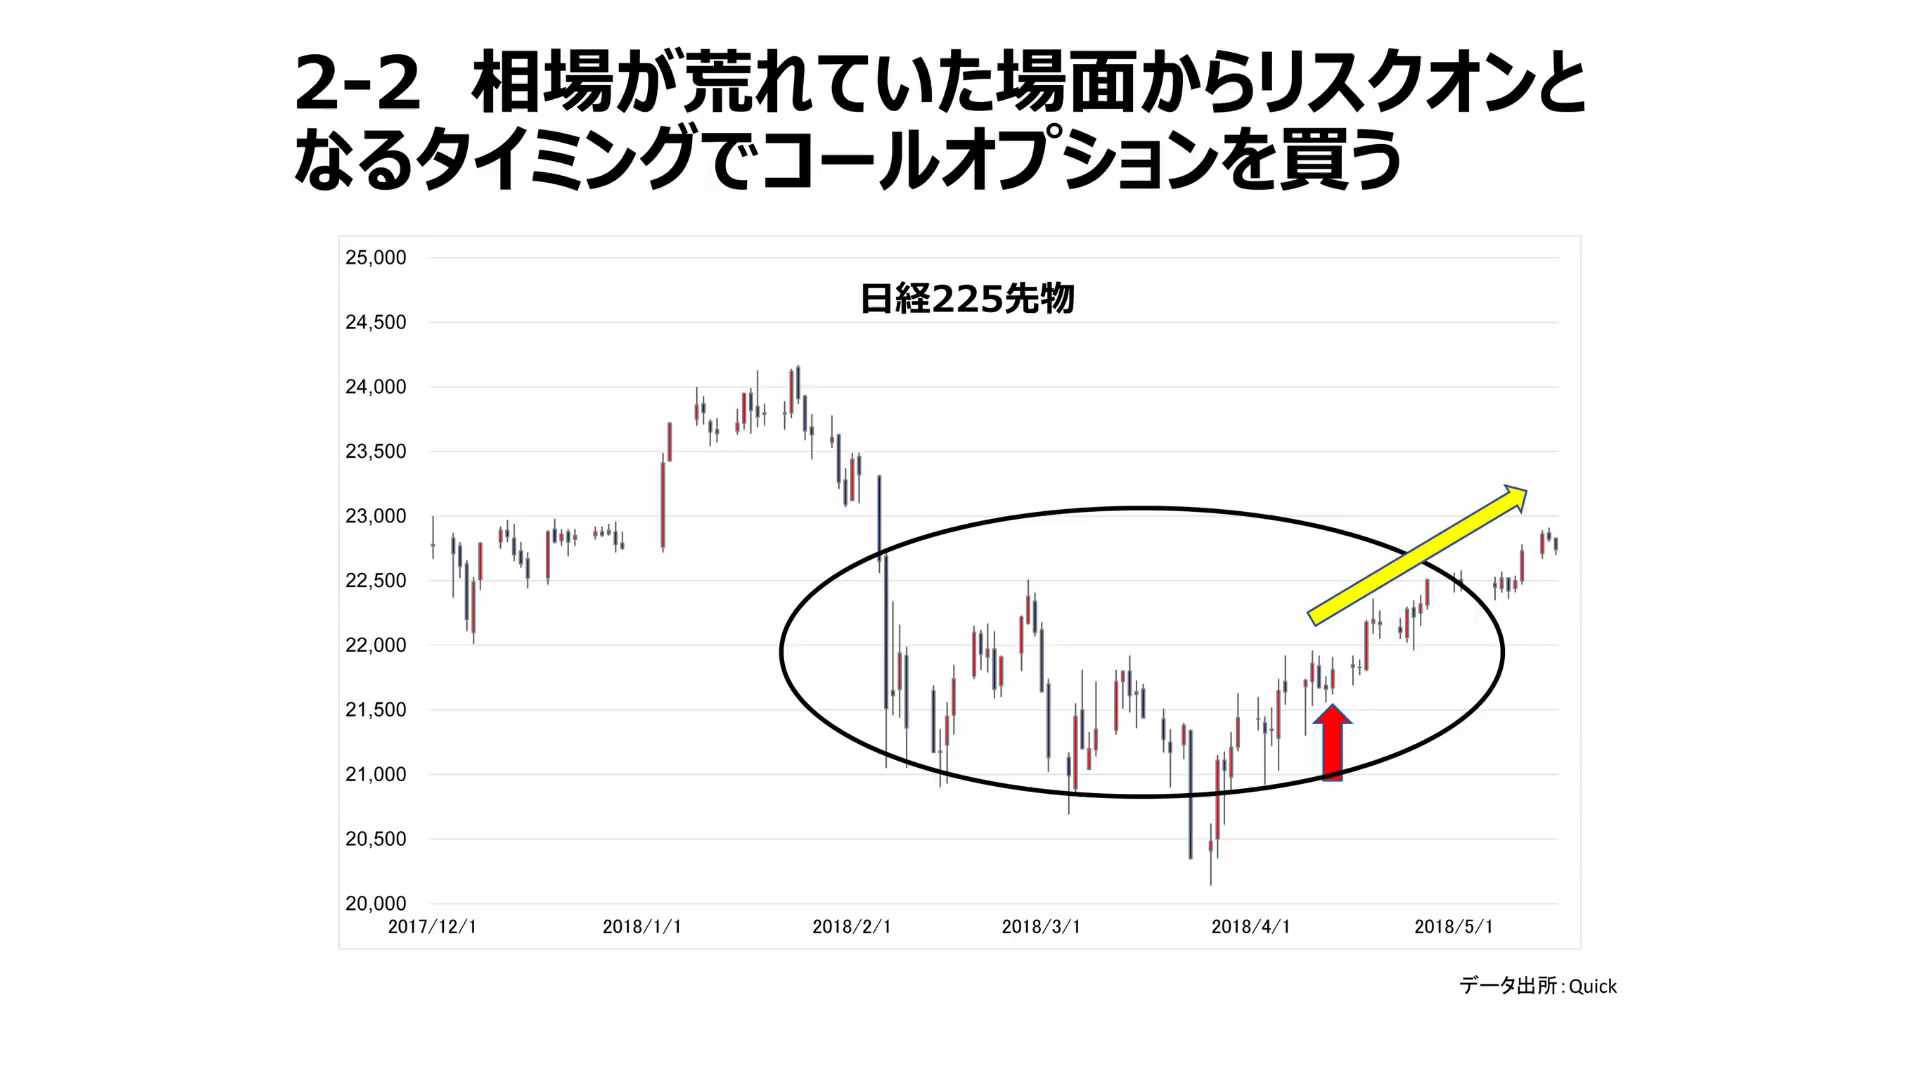 2-2　相場が荒れていた場面からリスクオンと
なるタイミングでコールオプションを買う
日経225先物
25,000
24,500
24,000
23,500
23,000
22,500
22,000
21,500
21,000
20,500
20,000
2017/12/1 2018/1/1 2018/2/1 2018/3/1 2018/4/1 2018/5/1
データ出所：Quick